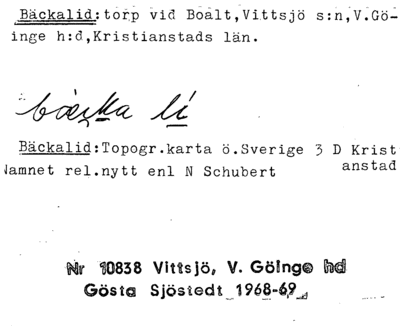 Bäckalid:torp vid Boalt,Vittsjö s:n,V.Gö-
inge h:d,Kristianstads län.
bæcka li
Bäckalid:Topogr.karta ö.Sverige 3 D Krist
anstad
Namnet rel.nytt enl N Schubert
Nr 10838 Vittsjö, V. Göinge hd
Gösta Sjöstedt 1968-69